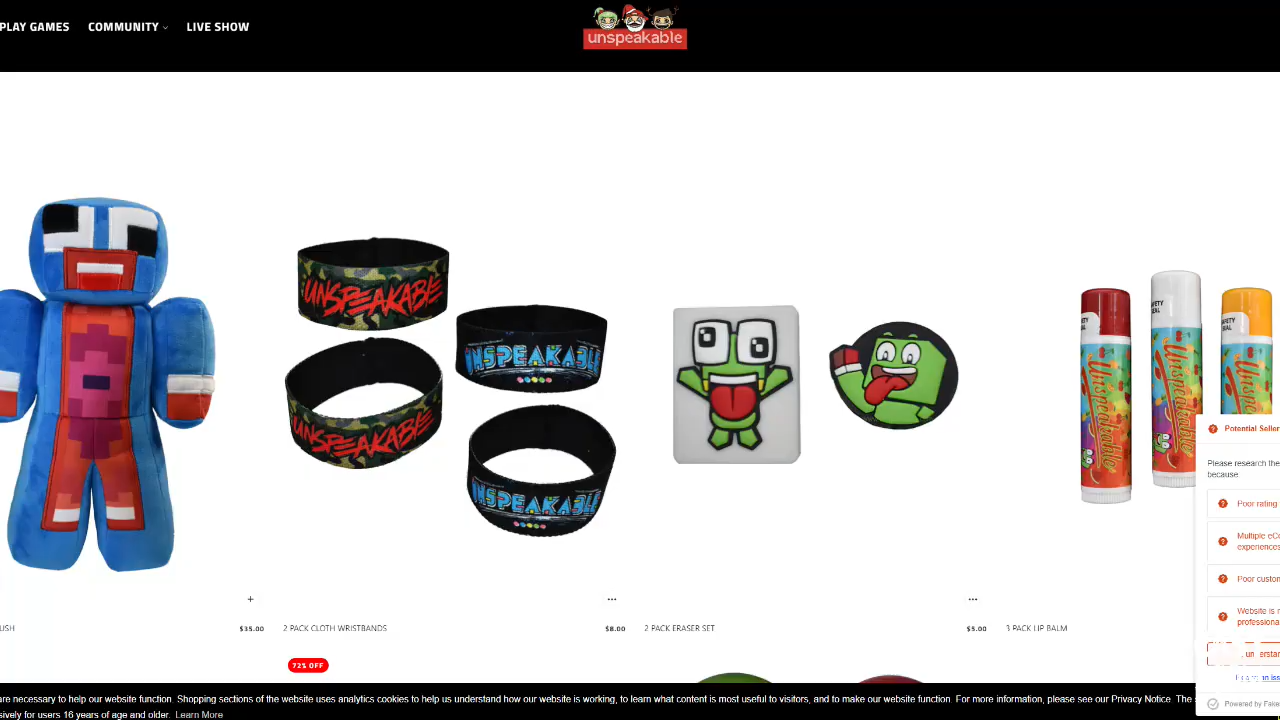 PLAY GAMES
COMMUNITY
LIVE SHOW
unspeakable
UNSPEAKABLE
UNSPEAKABLE
UNSPEAKABLE
UNSPEAKABLE
Unspeakable
Unspeakable
Potential Seller
Please research the
because
Poor rating
Multiple eCo
experiences
Poor custon
Website is n
professiona
USH
$35.00
2 PACK CLOTH WRISTBANDS
$8.00
2 PACK ERASER SET
$5.00
3 PACK LIP BALM
72% OFF
are necessary to help our website function. Shopping sections of the website uses analytics cookies to help us understand how our website is working, to learn what content is most useful to visitors, and to make our website function. For more information, please see our Privacy Notice. The s
sively for users 16 years of age and older. Learn More
Powered by Fake